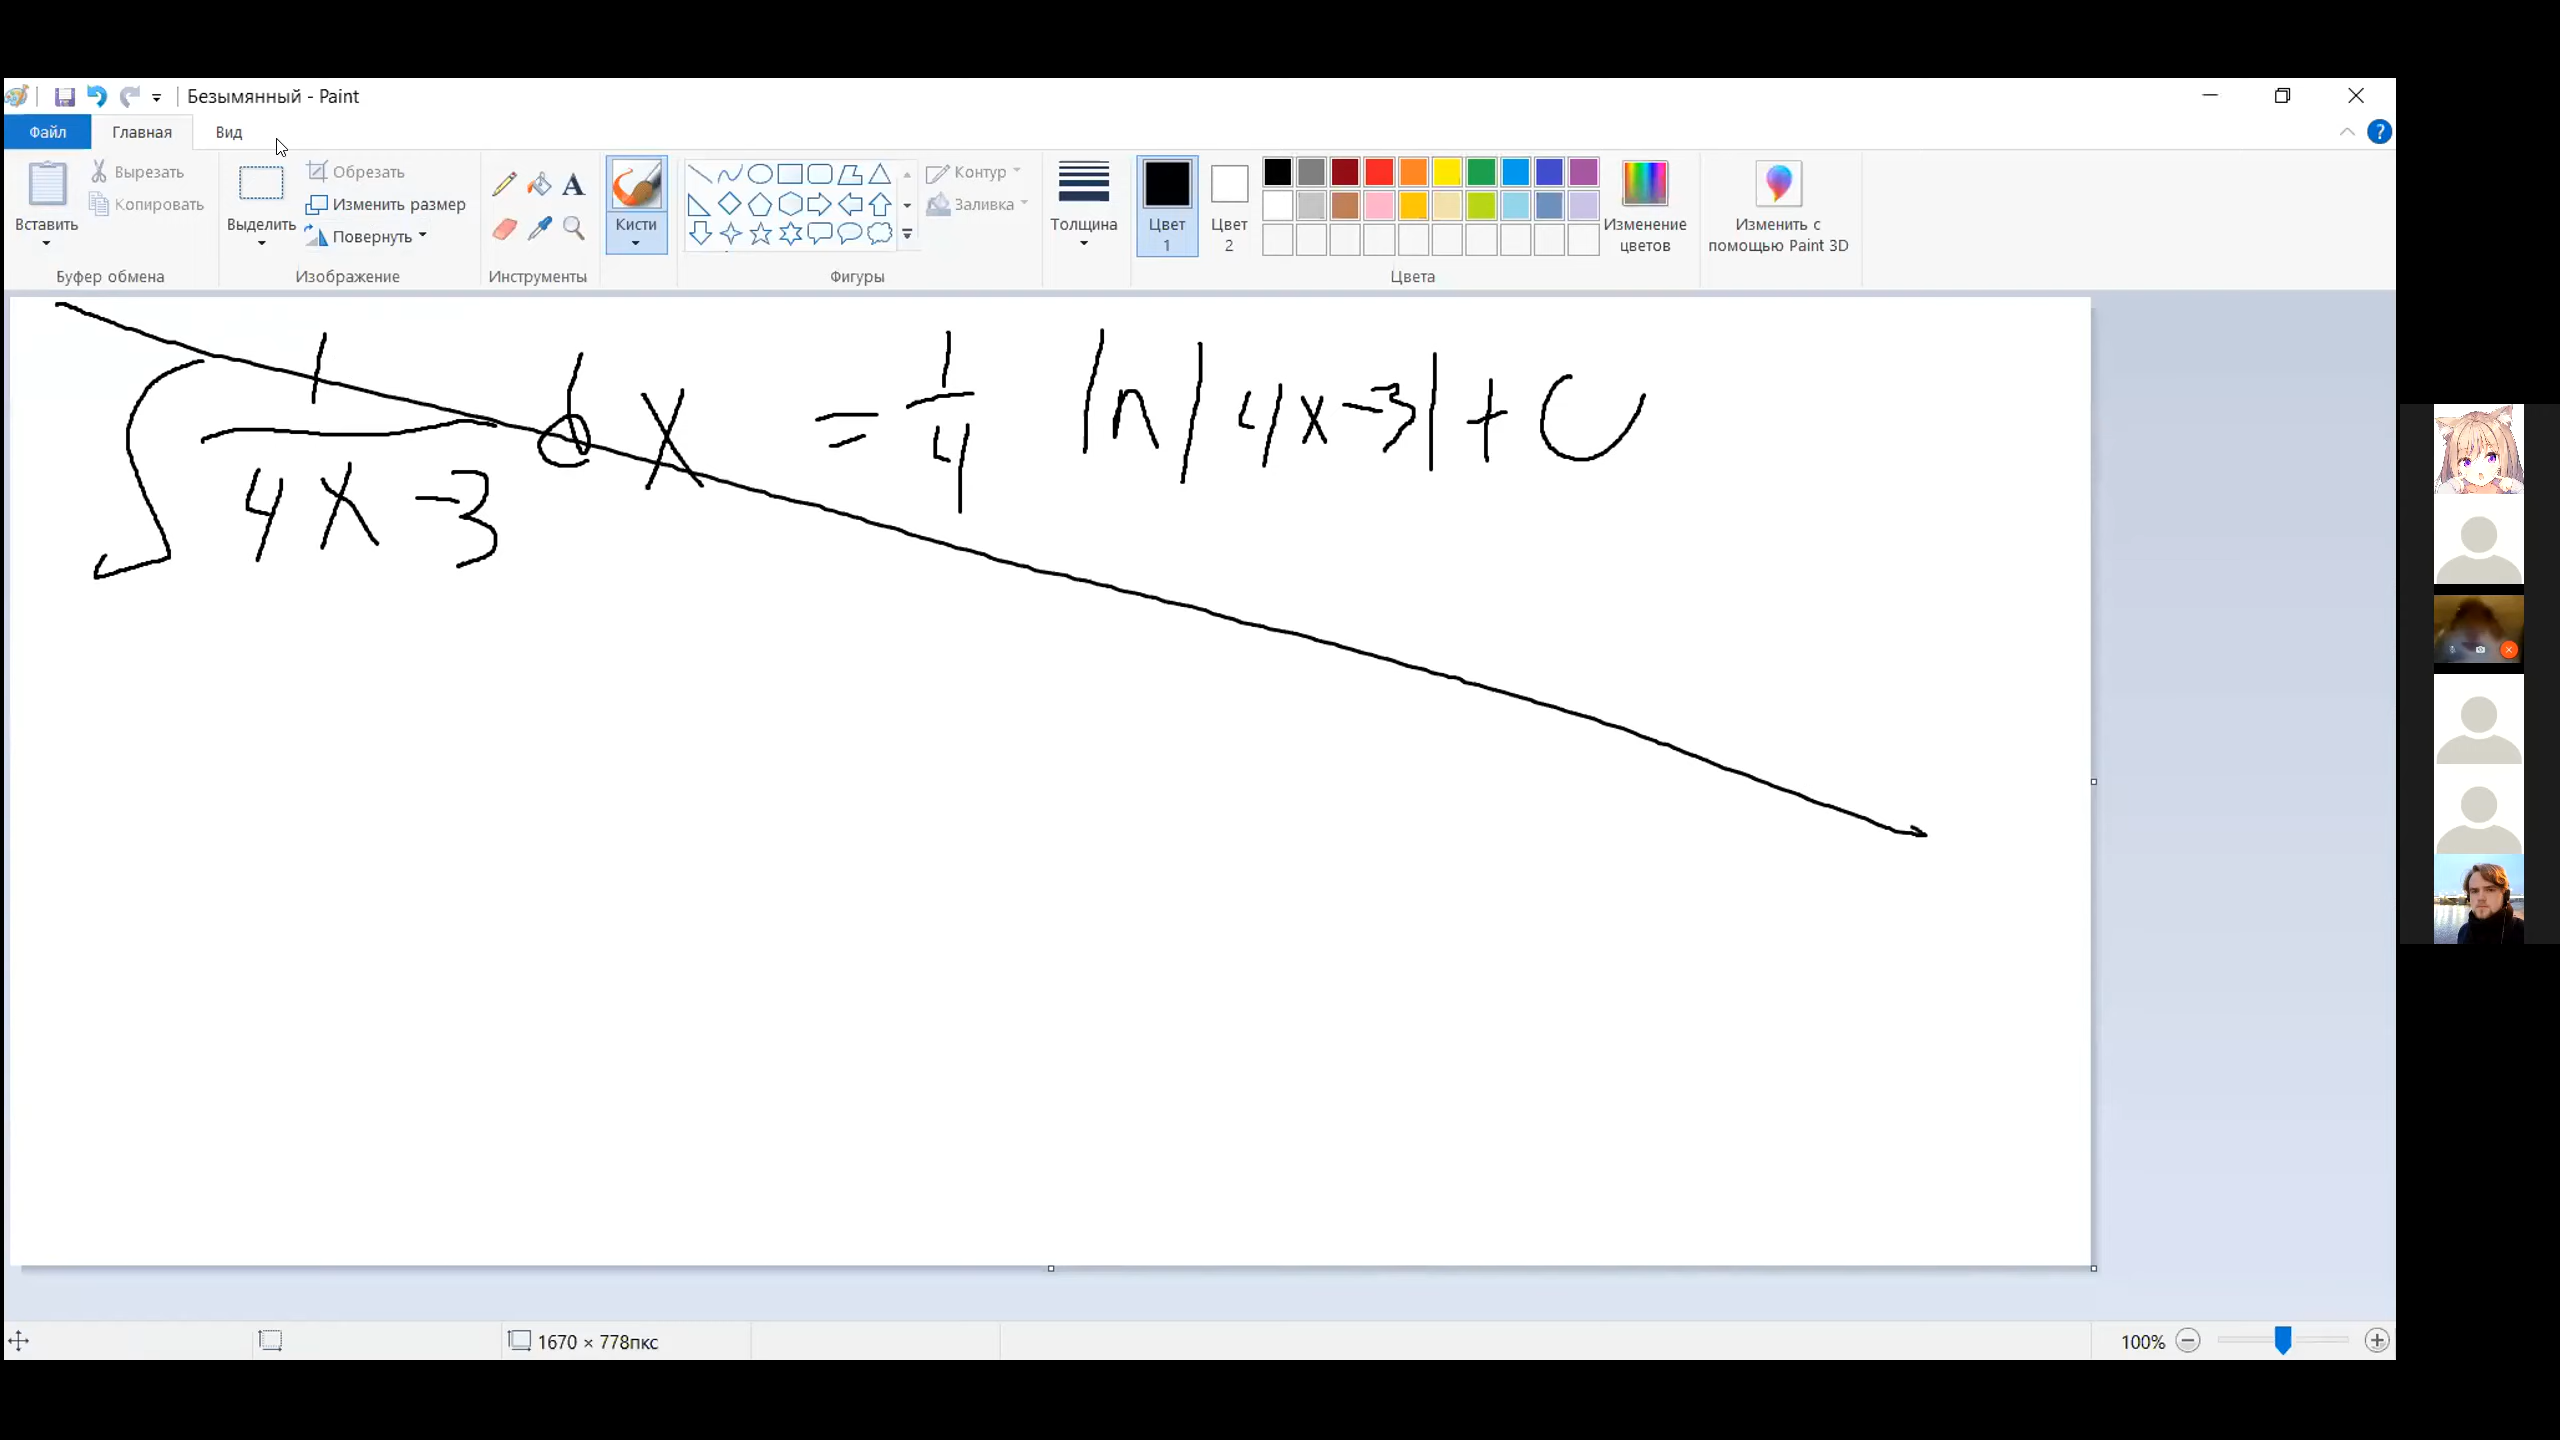 Безымянный - Paint
Файл Главная Вид
Вставить
Вырезать
Копировать
Буфер обмена
Выделить
Обрезать
Изменить размер
Повернуть
Изображение
A
Инструменты
Кисти
Контур
Заливка
Фигуры
Толщина
Цвет 1
Цвет 2
Изменение цветов
Цвета
Изменить с помощью Paint 3D
?
∫ 1/(4x-3) dx = 1/4 ln|4x-3| + C
1670 × 778пкс
100%